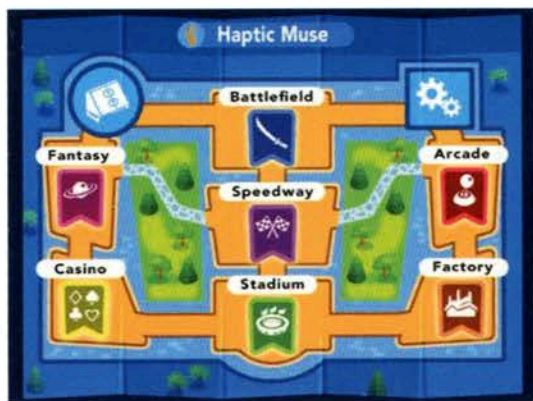 Haptic Muse
Battlefield
Fantasy
Arcade
Speedway
Casino
Factory
Stadium